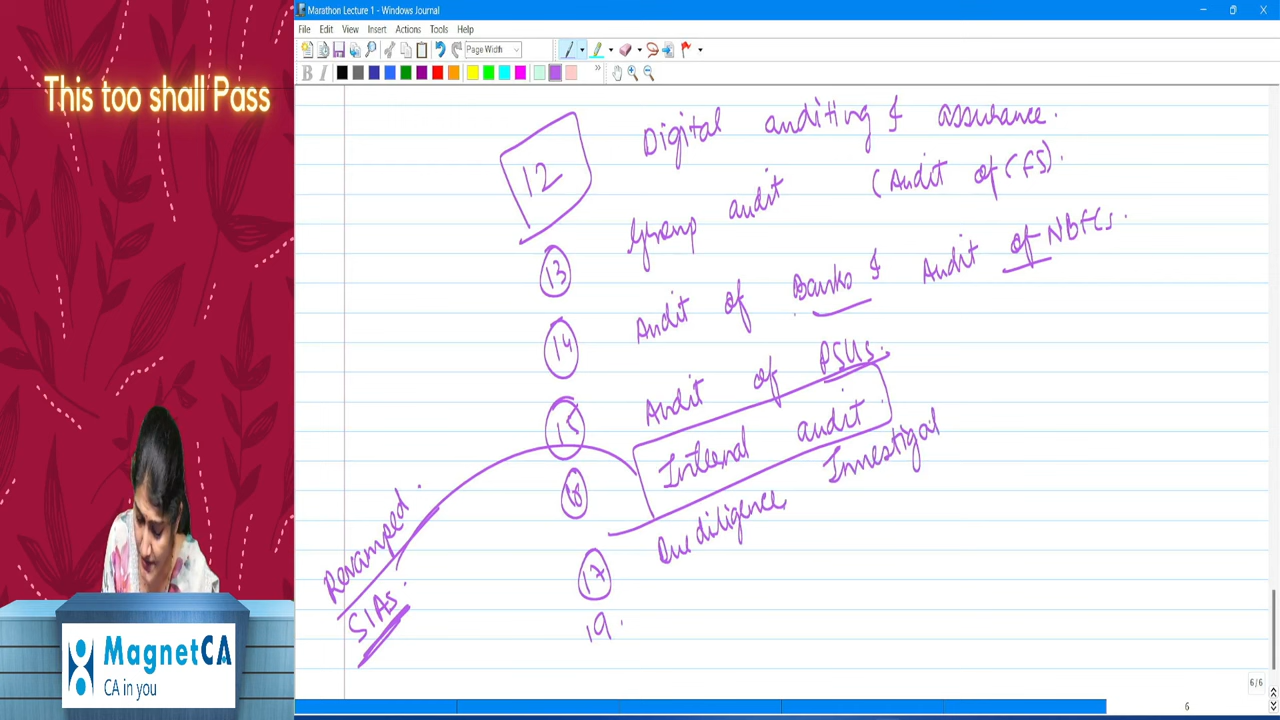 This too shall Pass
Marathon Lecture 1 - Windows Journal
File Edit View Insert Actions Tools Help
Page Width
B I
12 Digital auditing & assurance.
13 Group audit (Audit of CFS).
14 Audit of Banks & Audit of NBFCs.
15 Audit of PSUs.
Internal audit
17 Due diligence Investigat
19.
Revamped.
SIAs.
MagnetCA
CA in you
6/6
6